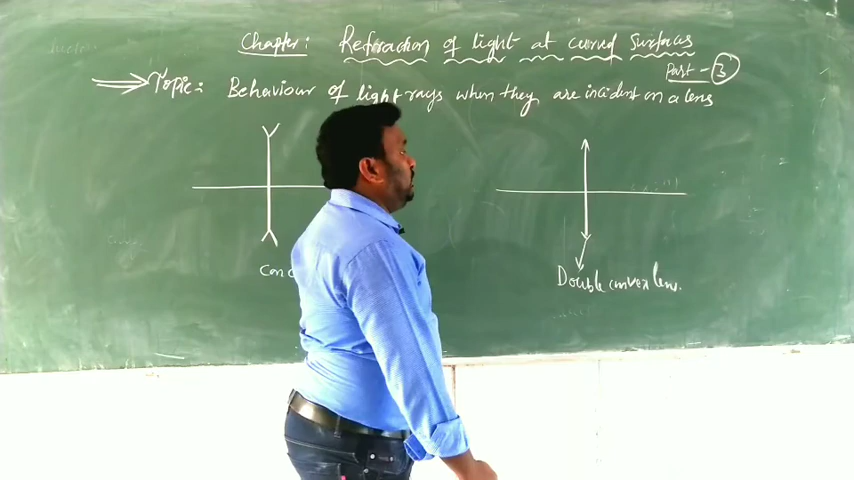 Chapter: Refraction of light at curved Surfaces
Part - 3
Topic: Behaviour of light rays when they are incident on a lens
Conc
Double convex lens.